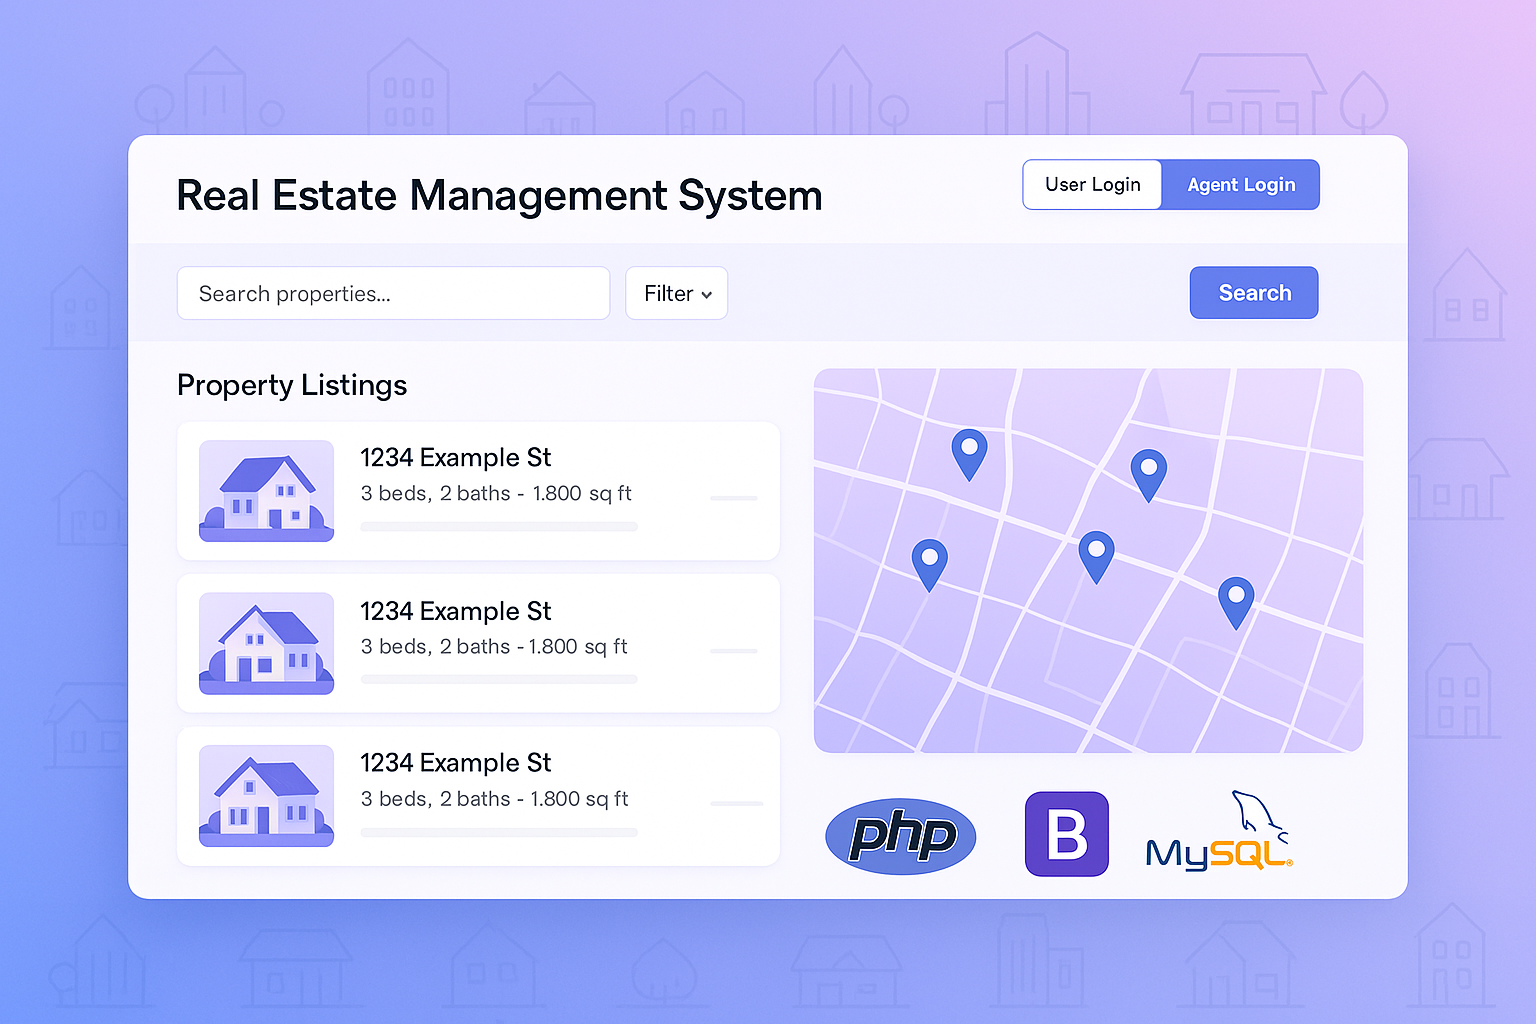 Real Estate Management System
User Login
Agent Login
Search properties...
Filter
Search
Property Listings
1234 Example St
3 beds, 2 baths - 1.800 sq ft
1234 Example St
3 beds, 2 baths - 1.800 sq ft
1234 Example St
3 beds, 2 baths - 1.800 sq ft
php
B
MySQL®